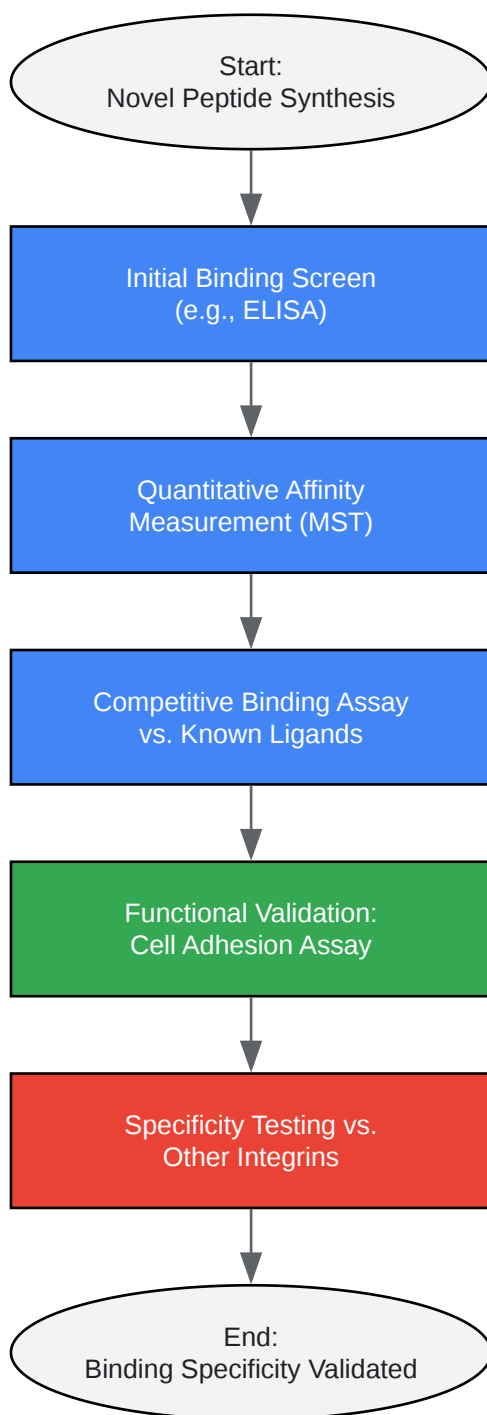 Start:
Novel Peptide Synthesis
Initial Binding Screen
(e.g., ELISA)
Quantitative Affinity
Measurement (MST)
Competitive Binding Assay
vs. Known Ligands
Functional Validation:
Cell Adhesion Assay
Specificity Testing vs.
Other Integrins
End:
Binding Specificity Validated